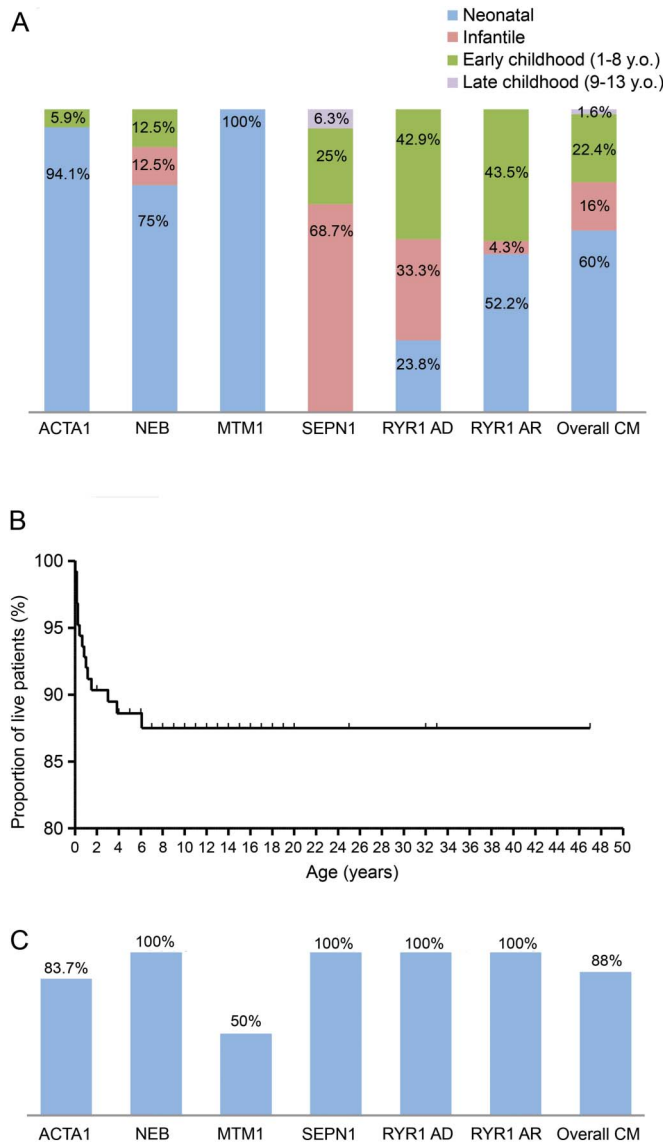 A
Neonatal
Infantile
Early childhood (1-8 y.o.)
Late childhood (9-13 y.o.)
5.9%
94.1%
12.5%
12.5%
75%
100%
6.3%
25%
68.7%
42.9%
33.3%
23.8%
43.5%
4.3%
52.2%
1.6%
22.4%
16%
60%
ACTA1 NEB MTM1 SEPN1 RYR1 AD RYR1 AR Overall CM
B
Proportion of live patients (%)
100
95
90
85
80
0 2 4 6 8 10 12 14 16 18 20 22 24 26 28 30 32 34 36 38 40 42 44 46 48 50
Age (years)
C
83.7% 100% 50% 100% 100% 100% 88%
ACTA1 NEB MTM1 SEPN1 RYR1 AD RYR1 AR Overall CM